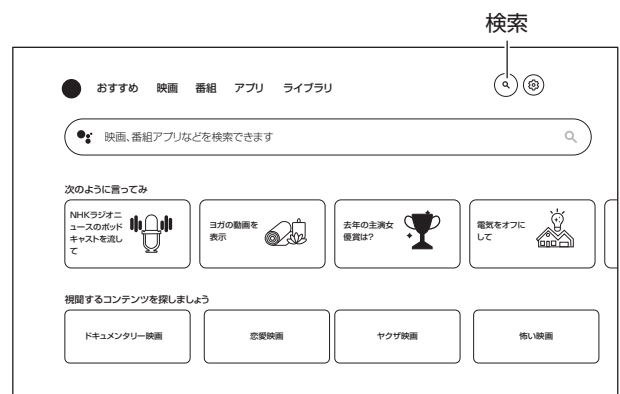 検索
おすすめ 映画 番組 アプリ ライブラリ
映画、番組アプリなどを検索できます
次のように言ってみ
NHKラジオニ
ュースのポッド
キャストを流し
て
ヨガの動画を
表示
去年の主演女
優賞は?
電気をオフに
して
視聞するコンテンツを探しましょう
ドキュメンタリー映画
恋愛映画
ヤクザ映画
怖い映画